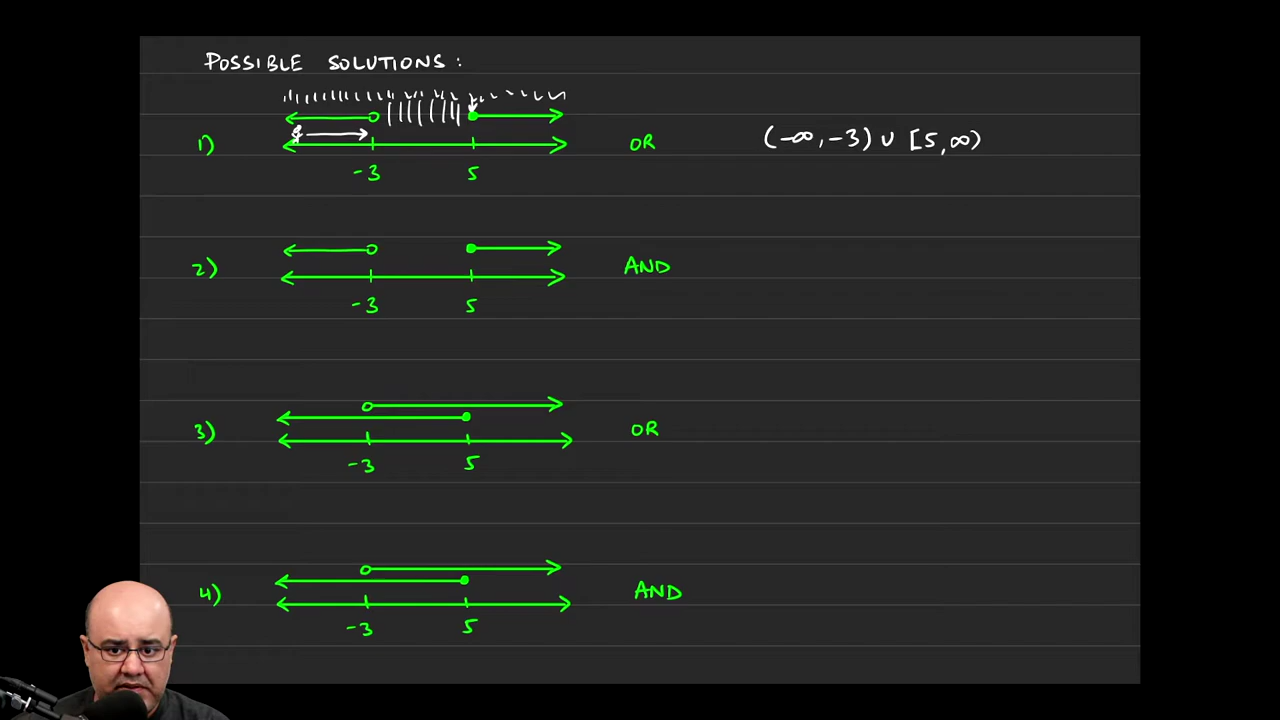 POSSIBLE SOLUTIONS:
1) -3 5 OR (-∞,-3) ∪ [5,∞)
2) -3 5 AND
3) -3 5 OR
4) -3 5 AND